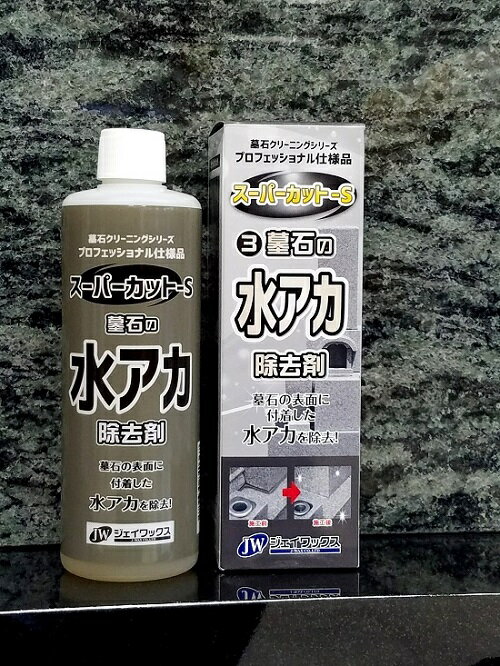 墓石クリーニングシリーズ
プロフェッショナル仕様品
スーパーカット-S
墓石の
水アカ
除去剤
墓石の表面に
付着した
水アカを除去!
JW ジェイワックス
墓石クリーニングシリーズ
プロフェッショナル仕様品
スーパーカット-S
3 墓石の
水アカ
除去剤
墓石の表面に
付着した
水アカを除去!
施工前
施工後
JW ジェイワックス